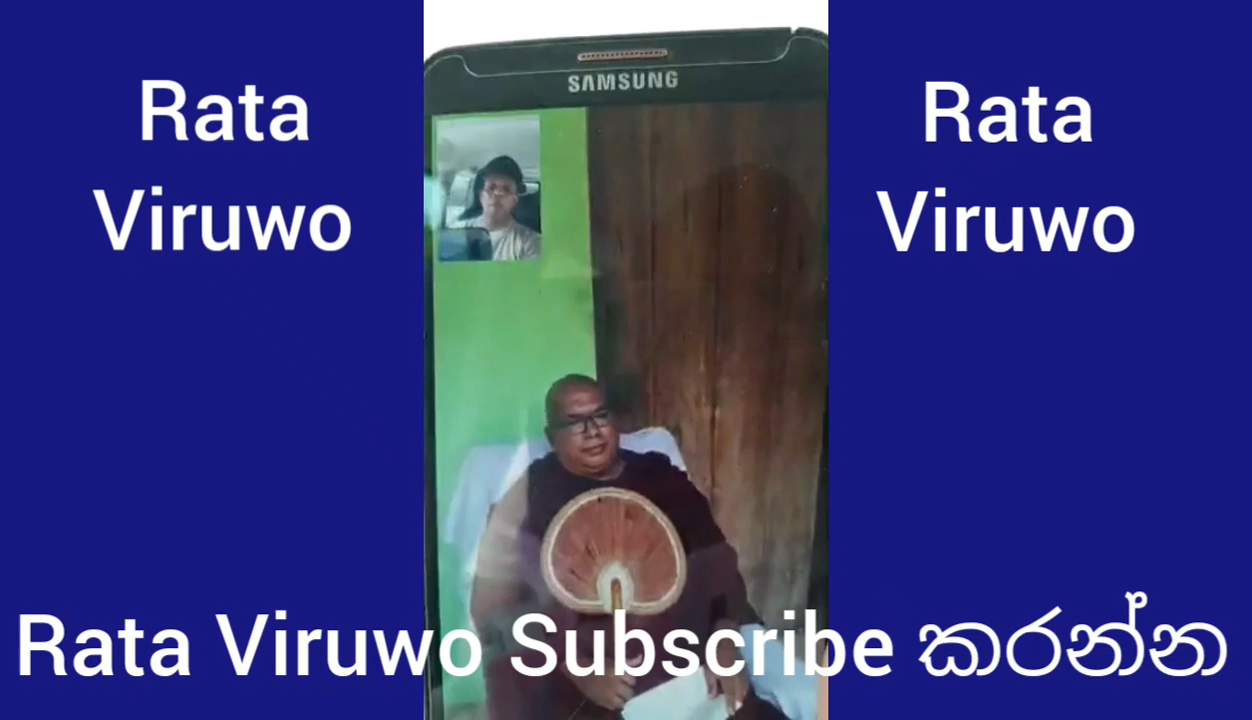 Rata
Viruwo
SAMSUNG
Rata
Viruwo
Rata Viruwo Subscribe කරන්න